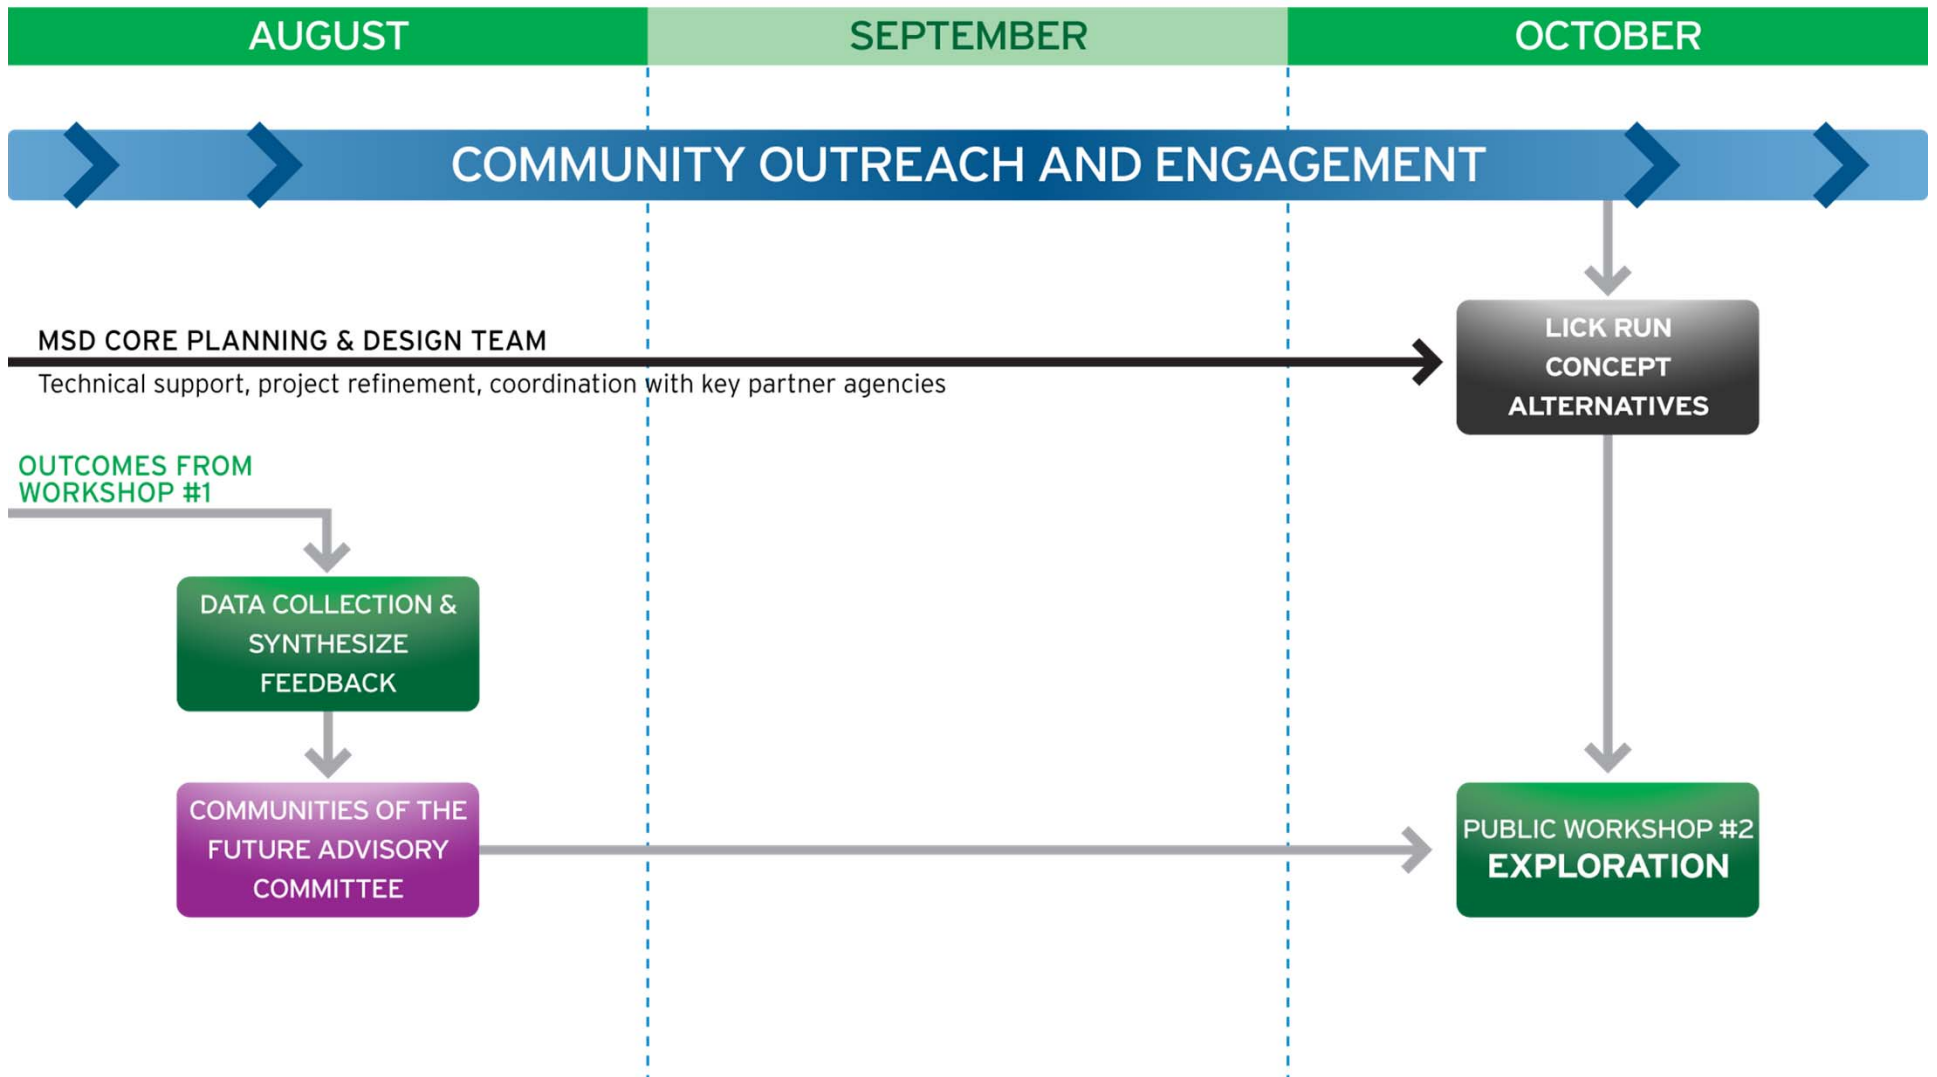 AUGUST
SEPTEMBER
OCTOBER
COMMUNITY OUTREACH AND ENGAGEMENT
MSD CORE PLANNING & DESIGN TEAM
Technical support, project refinement, coordination with key partner agencies
LICK RUN
CONCEPT
ALTERNATIVES
OUTCOMES FROM
WORKSHOP #1
DATA COLLECTION &
SYNTHESIZE
FEEDBACK
COMMUNITIES OF THE
FUTURE ADVISORY
COMMITTEE
PUBLIC WORKSHOP #2
EXPLORATION